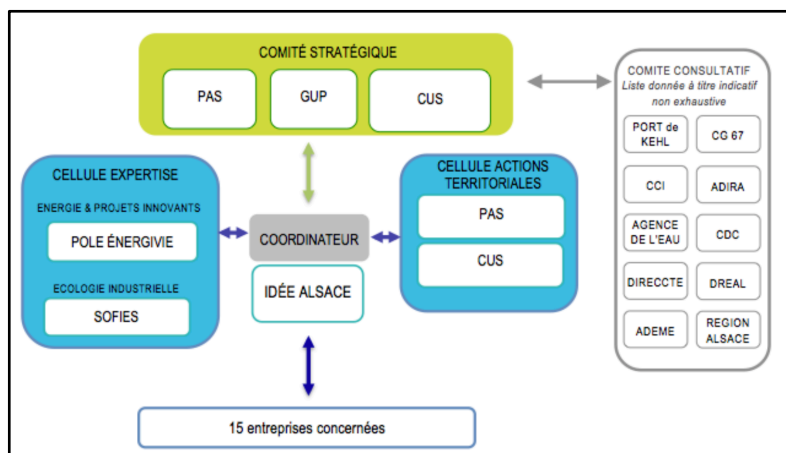 COMITÉ STRATÉGIQUE
PAS
GUP
CUS
COMITE CONSULTATIF
Liste donnée à titre indicatif
non exhaustive
PORT de
KEHL
CG 67
CCI
ADIRA
AGENCE
DE L'EAU
CDC
DIRECCTE
DREAL
ADEME
REGION
ALSACE
CELLULE EXPERTISE
ENERGIE & PROJETS INNOVANTS
POLE ÉNERGIVIE
ECOLOGIE INDUSTRIELLE
SOFIES
COORDINATEUR
IDÉE ALSACE
CELLULE ACTIONS
TERRITORIALES
PAS
CUS
15 entreprises concernées